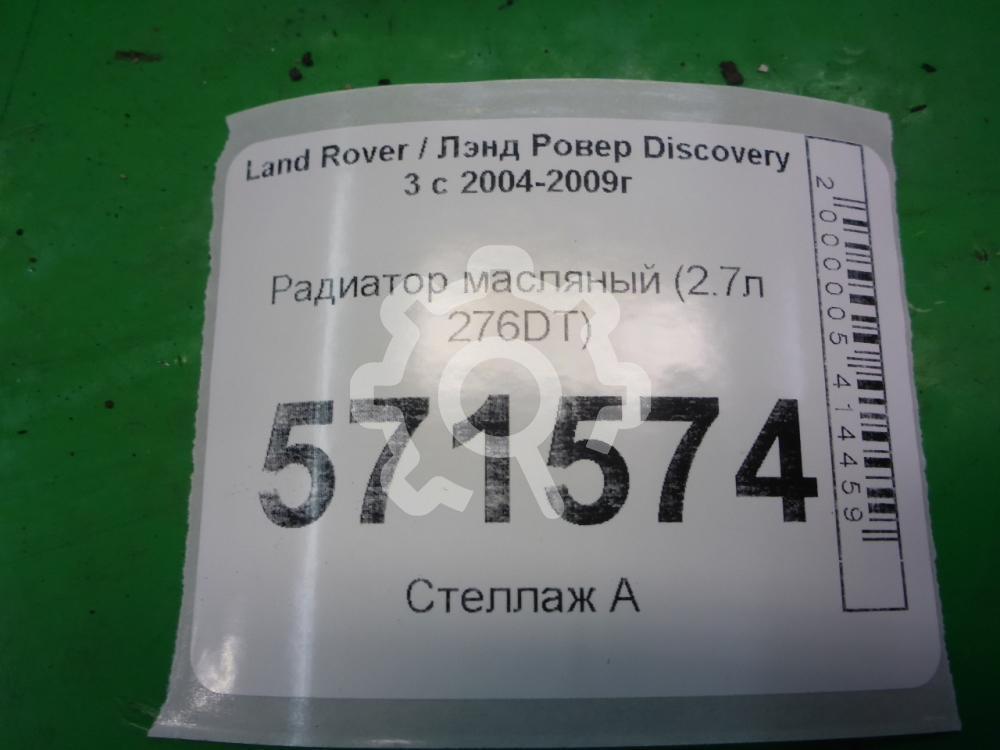 Land Rover / Лэнд Ровер Discovery
3 с 2004-2009г
Радиатор масляный (2.7л
276DT)
571574
Стеллаж А
2000005414459